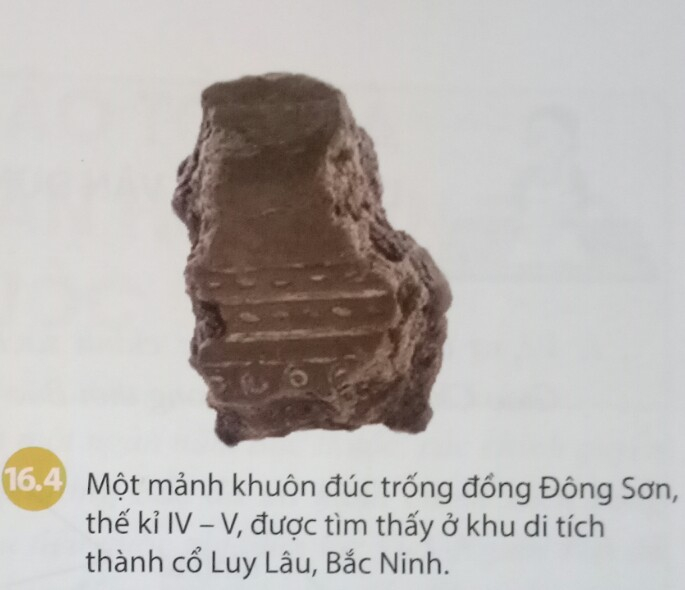 16.4 Một mảnh khuôn đúc trống đồng Đông Sơn,
thế kỉ IV – V, được tìm thấy ở khu di tích
thành cổ Luy Lâu, Bắc Ninh.